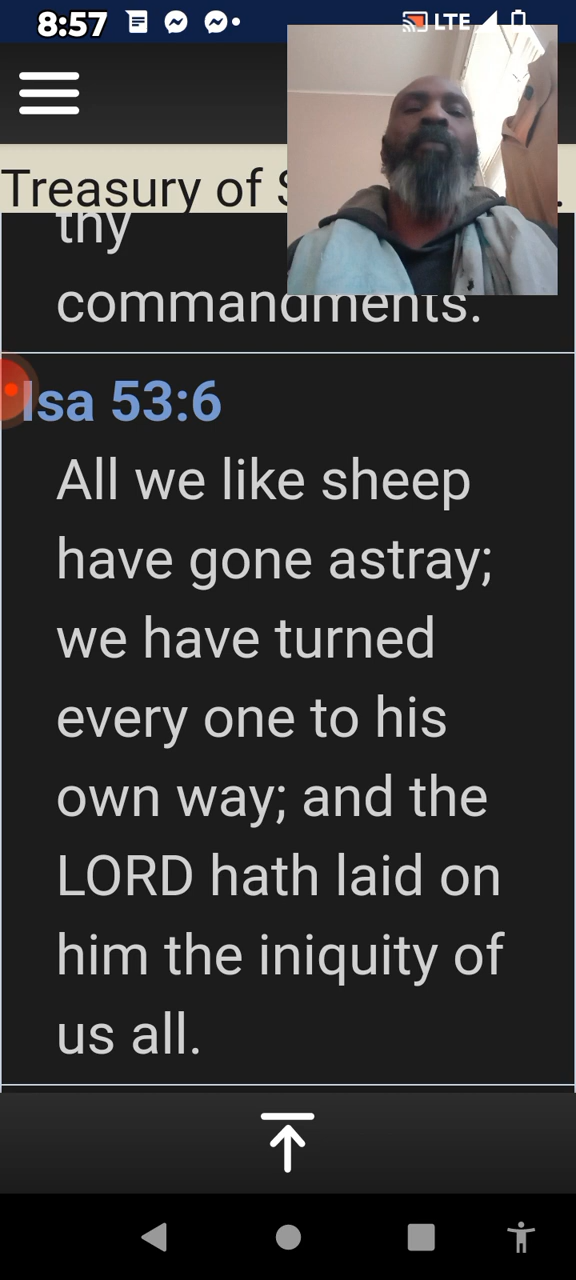 8:57 LTE
Treasury of
thy
commandments.
Isa 53:6
All we like sheep
have gone astray;
we have turned
every one to his
own way; and the
LORD hath laid on
him the iniquity of
us all.